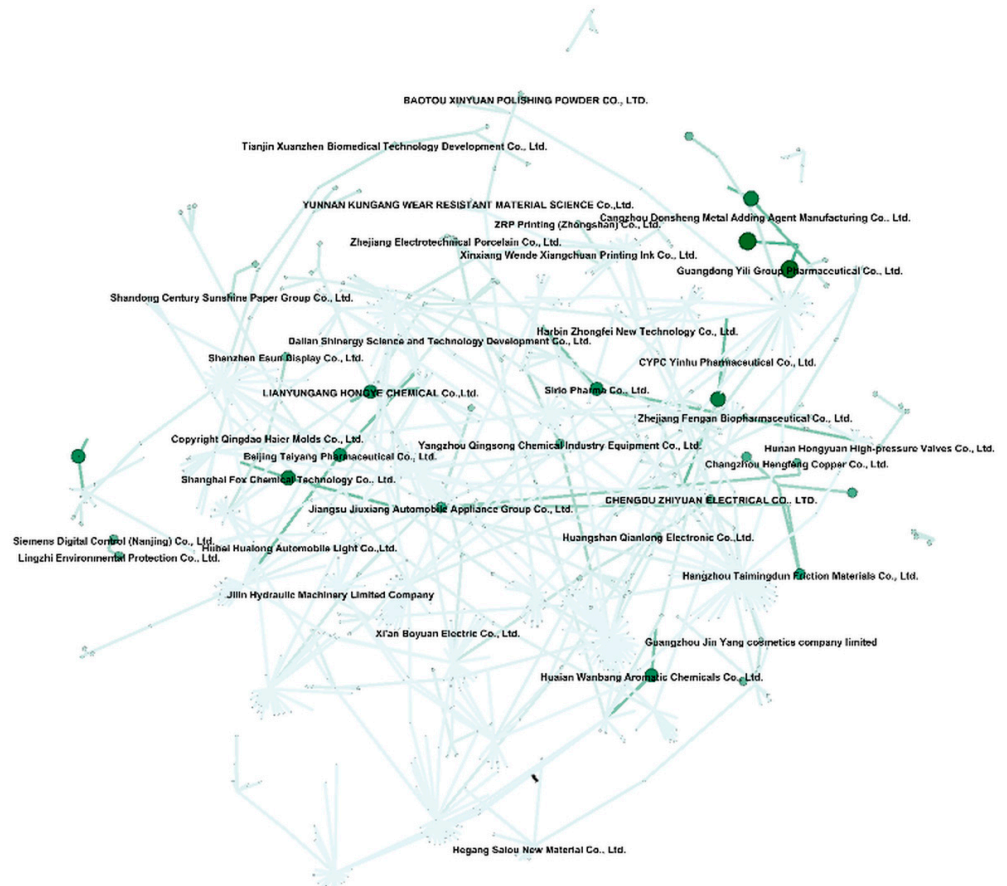 BAOTOU XINYUAN POLISHING POWDER CO., LTD.
Tianjin Xuanzhen Biomedical Technology Development Co., Ltd.
YUNNAN KUNGANG WEAR RESISTANT MATERIAL SCIENCE Co.,Ltd.
Cangzhou Donsheng Metal Adding Agent Manufacturing Co.. Ltd.
ZRP Printing (Zhongshan) Co., Ltd.
Zhejiang Electrotechnical Porcelain Co., Ltd.
Xinxiang Wende Xiangchuan Printing Ink Co., Ltd.
Guangdong Yili Group Pharmaceutical Co., Ltd.
Shandong Century Sunshine Paper Group Co., Ltd.
Harbin Zhongfei New Technology Co., Ltd.
Dalian Shinergy Science and Technology Development Co., Ltd.
Shenzhen Esun Display Co., Ltd.
CYPC Yinhu Pharmaceutical Co., Ltd.
LIANYUNGANG HONGYE CHEMICAL Co.,Ltd.
Sirio Pharma Co., Ltd.
Zhejiang Fengan Biopharmaceutical Co., Ltd.
Copyright Qingdao Haier Molds Co., Ltd.
Yangzhou Qingsong Chemical Industry Equipment Co., Ltd.
Hunan Hongyuan High-pressure Valves Co., Ltd.
Beijing Taiyang Pharmaceutical Co., Ltd.
Changzhou Hengfeng Copper Co., Ltd.
Shanghai Fox Chemical Technology Co., Ltd.
CHENGDU ZHIYUAN ELECTRICAL CO., LTD.
Jiangsu Jiuxiang Automobile Appliance Group Co., Ltd.
Siemens Digital Control (Nanjing) Co., Ltd.
Huangshan Qianlong Electronic Co.,Ltd.
Hubei Hualong Automobile Light Co.,Ltd.
Lingzhi Environmental Protection Co., Ltd.
Hangzhou Taimingdun Friction Materials Co., Ltd.
Jilin Hydraulic Machinery Limited Company
Xi'an Boyuan Electric Co., Ltd.
Guangzhou Jin Yang cosmetics company limited
Huaian Wanbang Aromatic Chemicals Co., Ltd.
Hegang Salou New Material Co., Ltd.